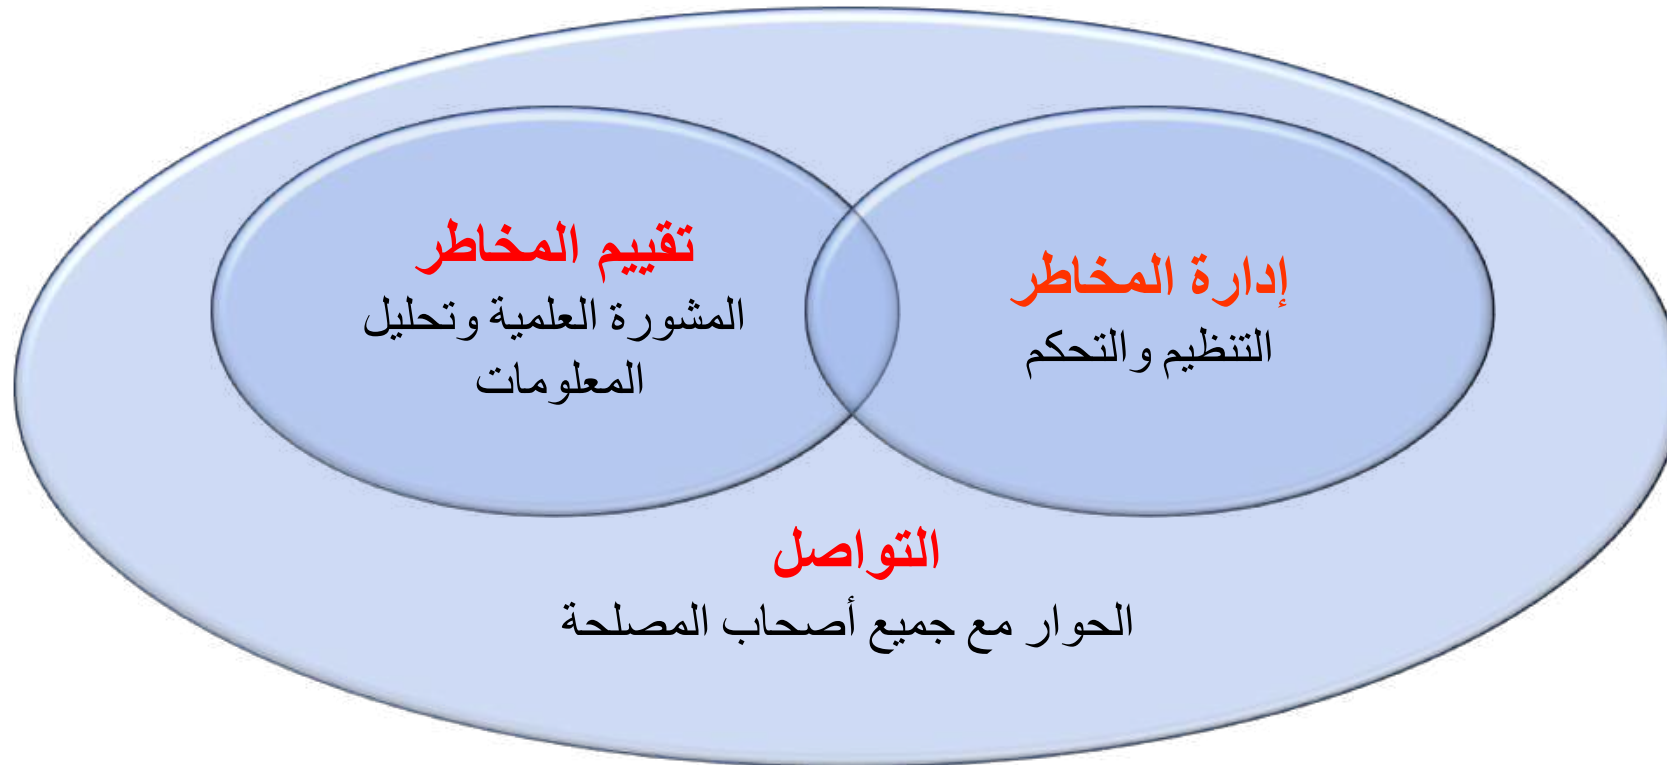 إدارة المخاطر
التنظيم والتحكم
تقييم المخاطر
المشورة العلمية وتحليل
المعلومات
التواصل
الحوار مع جميع أصحاب المصلحة